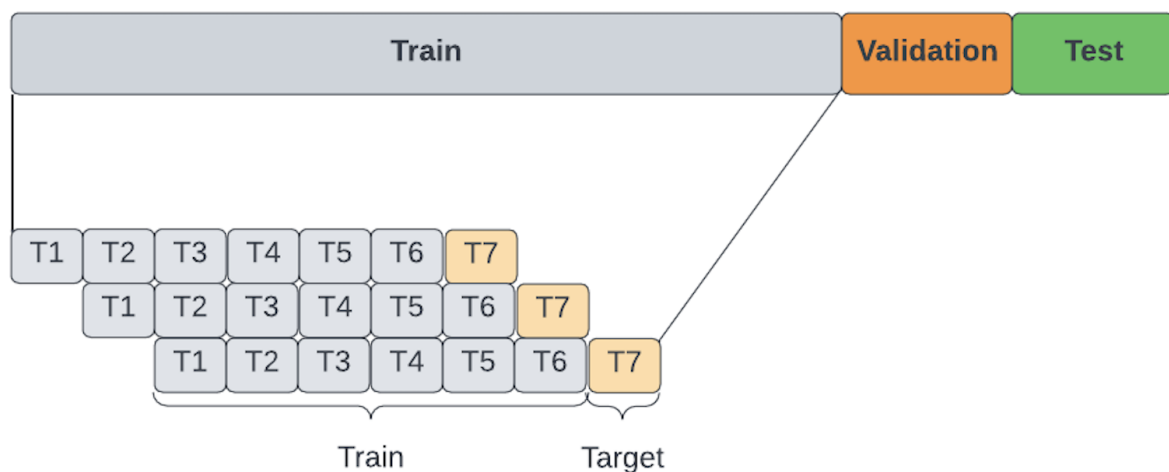 Train Validation Test
T1 T2 T3 T4 T5 T6 T7
T1 T2 T3 T4 T5 T6 T7
T1 T2 T3 T4 T5 T6 T7
Train Target